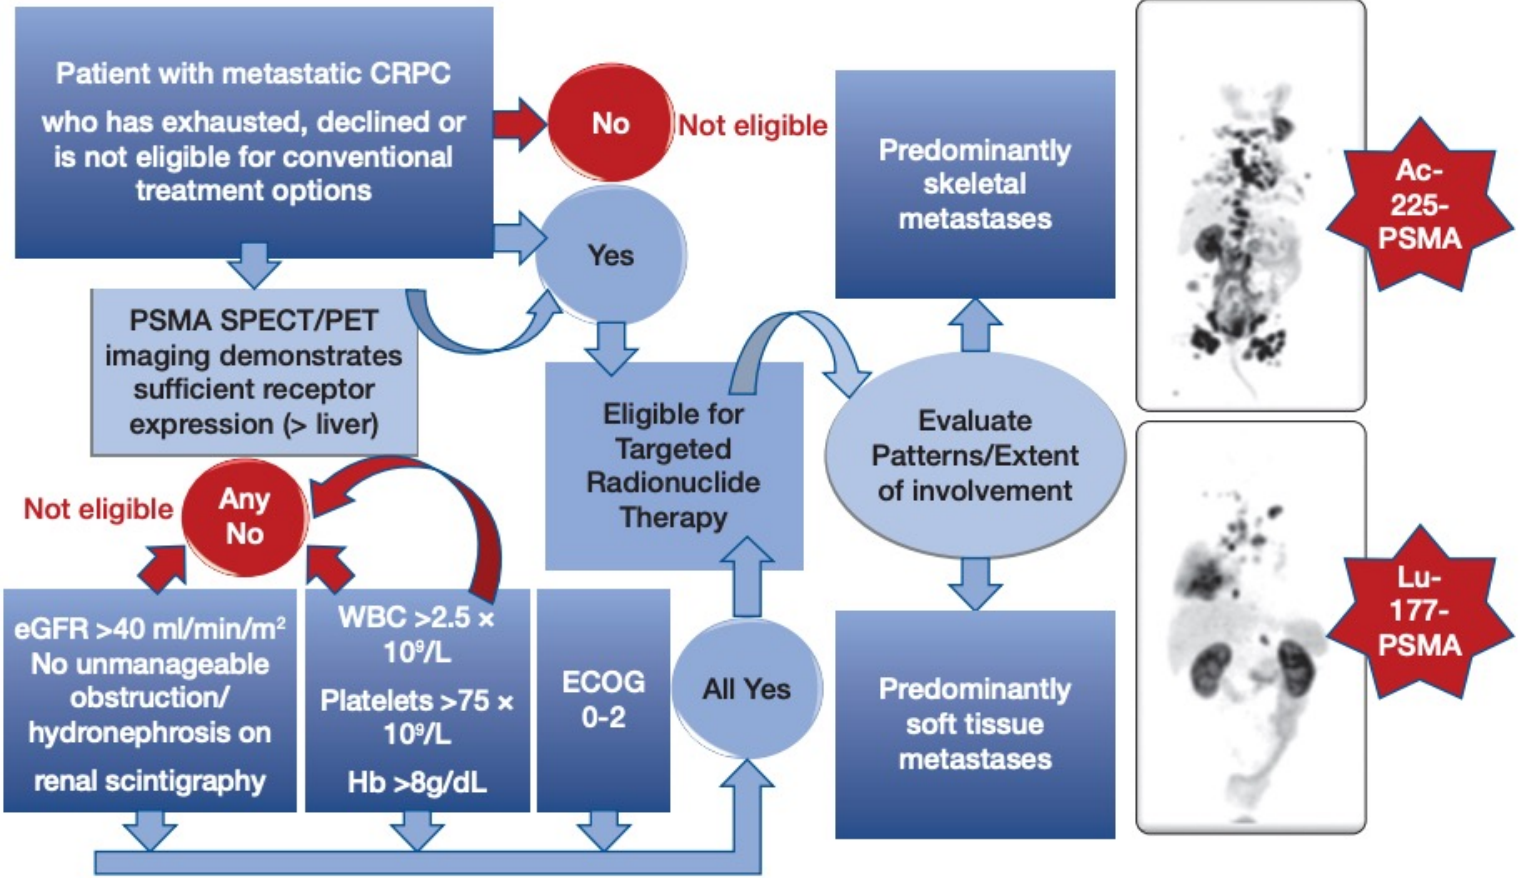 Patient with metastatic CRPC
who has exhausted, declined or
is not eligible for conventional
treatment options
No
Not eligible
Yes
PSMA SPECT/PET
imaging demonstrates
sufficient receptor
expression (> liver)
Not eligible
Any
No
eGFR >40 ml/min/m²
No unmanageable
obstruction/
hydronephrosis on
renal scintigraphy
WBC >2.5 ×
10⁹/L
Platelets >75 ×
10⁹/L
Hb >8g/dL
ECOG
0-2
All Yes
Eligible for
Targeted
Radionuclide
Therapy
Evaluate
Patterns/Extent
of involvement
Predominantly
skeletal
metastases
Predominantly
soft tissue
metastases
Ac-
225-
PSMA
Lu-
177-
PSMA